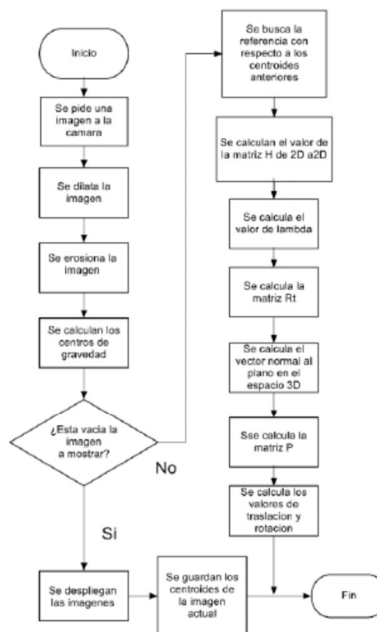 Inicio
Se pide una
imagen a la
camara
Se dilata la
imagen
Se erosiona la
imagen
Se calculan los
centros de
gravedad
¿Esta vacia la
imagen
a mostrar?
No
Si
Se despliegan
las imagenes
Se guardan los
centroides de
la imagen
actual
Se busca la
referencia con
respecto a los
centroides
anteriores
Se calculan el valor de
la matriz H de 2D a2D
Se calcula el
valor de lambda
Se calcula la
matriz Rt
Se calcula el
vector normal al
plano en el
espacio 3D
Sse calcula la
matriz P
Se calcula los
valores de
traslacion y
rotacion
Fin